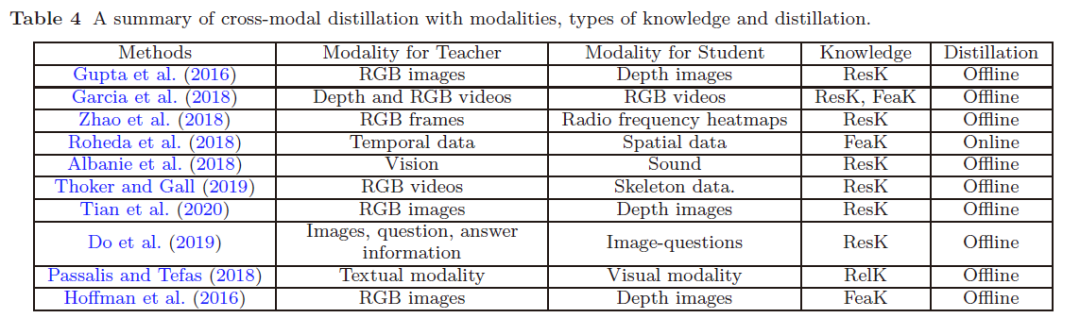 Table 4 A summary of cross-modal distillation with modalities, types of knowledge and distillation.
Methods Modality for Teacher Modality for Student Knowledge Distillation
Gupta et al. (2016) RGB images Depth images ResK Offline
Garcia et al. (2018) Depth and RGB videos RGB videos ResK, FeaK Offline
Zhao et al. (2018) RGB frames Radio frequency heatmaps ResK Offline
Roheda et al. (2018) Temporal data Spatial data FeaK Online
Albanie et al. (2018) Vision Sound ResK Offline
Thoker and Gall (2019) RGB videos Skeleton data. ResK Offline
Tian et al. (2020) RGB images Depth images ResK Offline
Do et al. (2019) Images, question, answer
information Image-questions ResK Offline
Passalis and Tefas (2018) Textual modality Visual modality RelK Offline
Hoffman et al. (2016) RGB images Depth images FeaK Offline